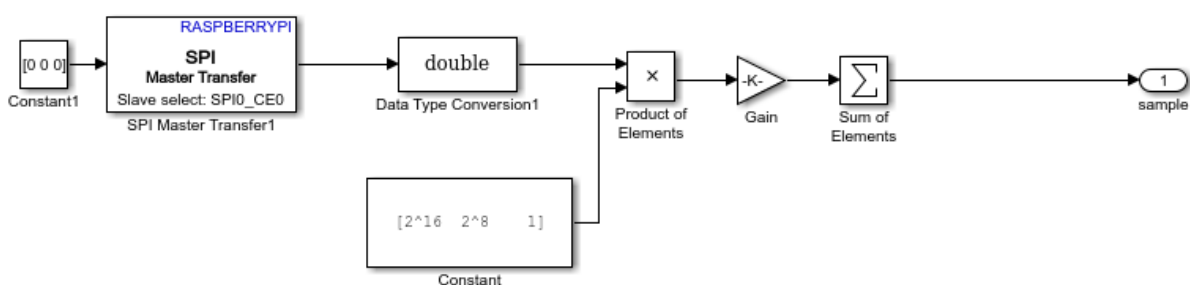 RASPBERRYPI
[0 0 0]
Constant1
SPI
Master Transfer
Slave select: SPI0_CE0
SPI Master Transfer1
double
Data Type Conversion1
×
Product of
Elements
-K-
Gain
∑
Sum of
Elements
1
sample
[2^16 2^8 1]
Constant